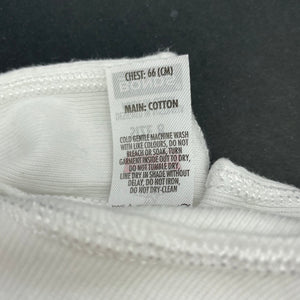 CHEST: 66 (CM)
MAIN: COTTON
COLD GENTLE MACHINE WASH
WITH LIKE COLOURS, DO NOT
BLEACH OR SOAK, TURN
GARMENT INSIDE OUT TO DRY,
DO NOT TUMBLE DRY,
LINE DRY IN SHADE WITHOUT
DELAY, DO NOT IRON,
DO NOT DRY-CLEAN